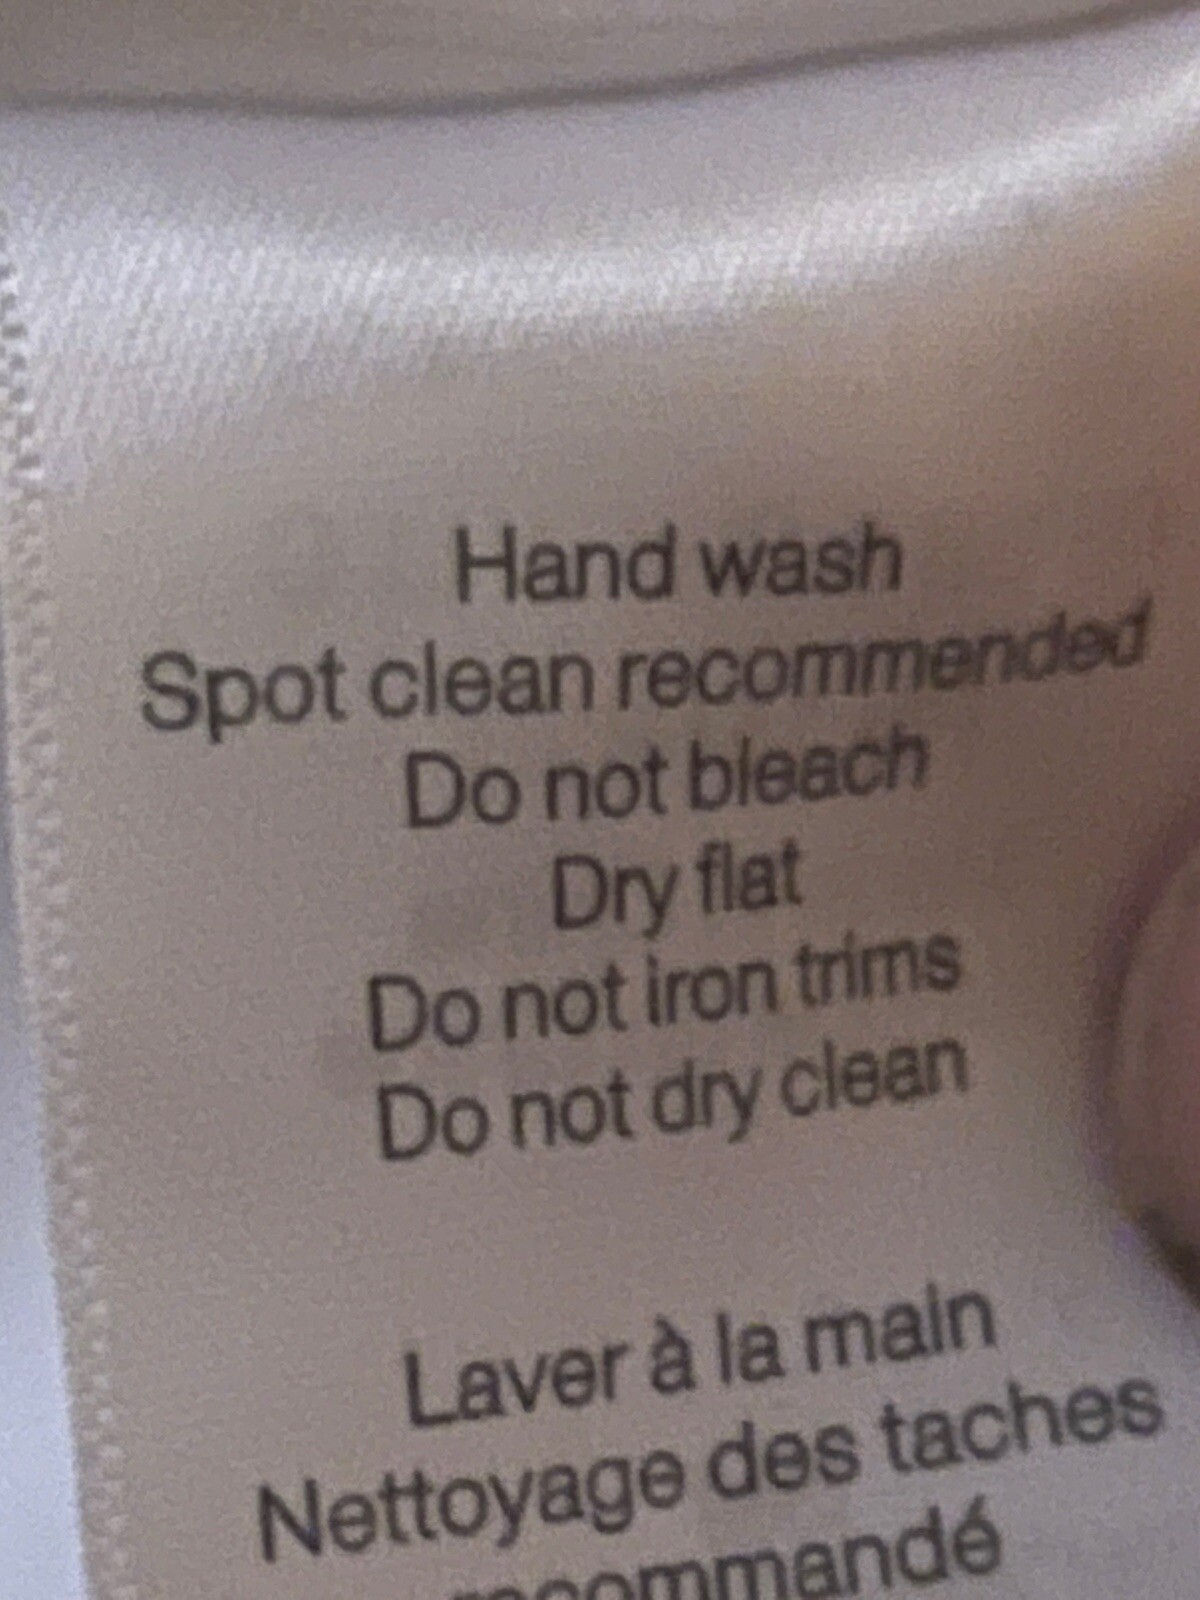 Hand wash
Spot clean recommended
Do not bleach
Dry flat
Do not iron trims
Do not dry clean
Laver à la main
Nettoyage des taches
recommandé